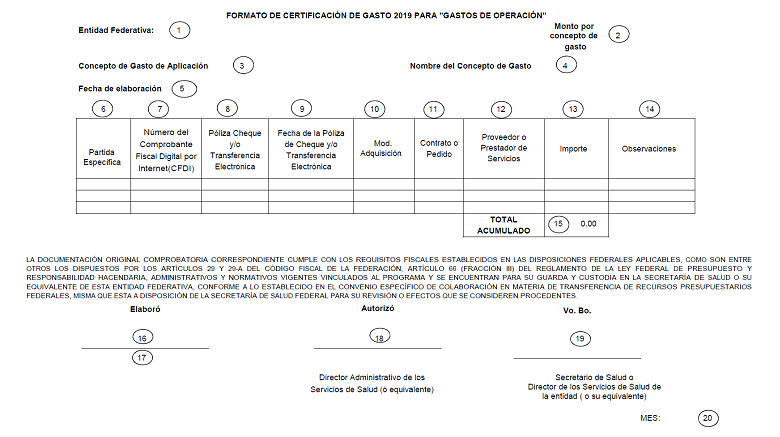 FORMATO DE CERTIFICACIÓN DE GASTO 2019 PARA "GASTOS DE OPERACIÓN"
Entidad Federativa: 1
Monto por concepto de gasto 2
Concepto de Gasto de Aplicación 3
Nombre del Concepto de Gasto 4
Fecha de elaboración 5
6 7 8 9 10 11 12 13 14
Partida Específica
Número del Comprobante Fiscal Digital por Internet(CFDI)
Póliza Cheque y/o Transferencia Electrónica
Fecha de la Póliza de Cheque y/o Transferencia Electrónica
Mod. Adquisición
Contrato o Pedido
Proveedor o Prestador de Servicios
Importe
Observaciones
TOTAL ACUMULADO 15 0.00
LA DOCUMENTACIÓN ORIGINAL COMPROBATORIA CORRESPONDIENTE CUMPLE CON LOS REQUISITOS FISCALES ESTABLECIDOS EN LAS DISPOSICIONES FEDERALES APLICABLES, COMO SON ENTRE
OTROS LOS DISPUESTOS POR LOS ARTÍCULOS 29 Y 29-A DEL CÓDIGO FISCAL DE LA FEDERACIÓN, ARTÍCULO 66 (FRACCIÓN III) DEL REGLAMENTO DE LA LEY FEDERAL DE PRESUPUESTO Y
RESPONSABILIDAD HACENDARIA, ADMINISTRATIVOS Y NORMATIVOS VIGENTES VINCULADOS AL PROGRAMA Y SE ENCUENTRAN PARA SU GUARDA Y CUSTODIA EN LA SECRETARÍA DE SALUD O SU
EQUIVALENTE DE ESTA ENTIDAD FEDERATIVA, CONFORME A LO ESTABLECIDO EN EL CONVENIO ESPECÍFICO DE COLABORACIÓN EN MATERIA DE TRANSFERENCIA DE RECURSOS PRESUPUESTARIOS
FEDERALES, MISMA QUE ESTA A DISPOSICIÓN DE LA SECRETARÍA DE SALUD FEDERAL PARA SU REVISIÓN O EFECTOS QUE SE CONSIDEREN PROCEDENTES.
Elaboró
16
17
Autorizó
18
Director Administrativo de los
Servicios de Salud (ó equivalente)
Vo. Bo.
19
Secretario de Salud o
Director de los Servicios de Salud de
la entidad ( o su equivalente)
MES: 20